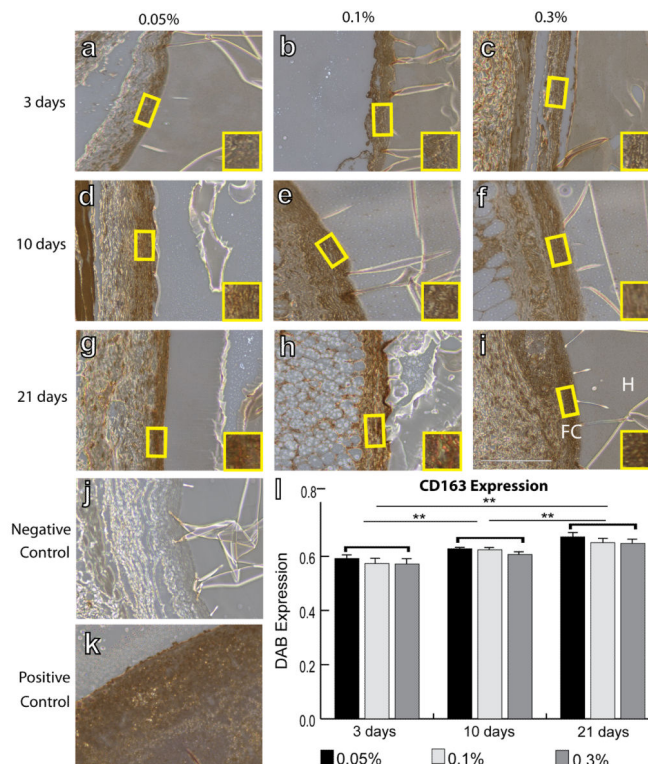 0.05% 0.1% 0.3%
3 days
a b c
10 days
d e f
21 days
g h i
H
FC
Negative
Control
j
Positive
Control
k
l
CD163 Expression
**
** **
DAB Expression
0.8
0.6
0.4
0.2
0.0
3 days 10 days 21 days
0.05% 0.1% 0.3%